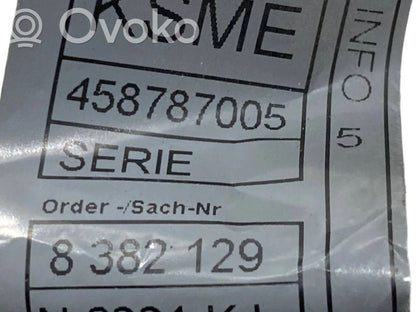 Ovoko
KSME
458787005
SERIE
Order -/Sach-Nr
8 382 129
INFO 5